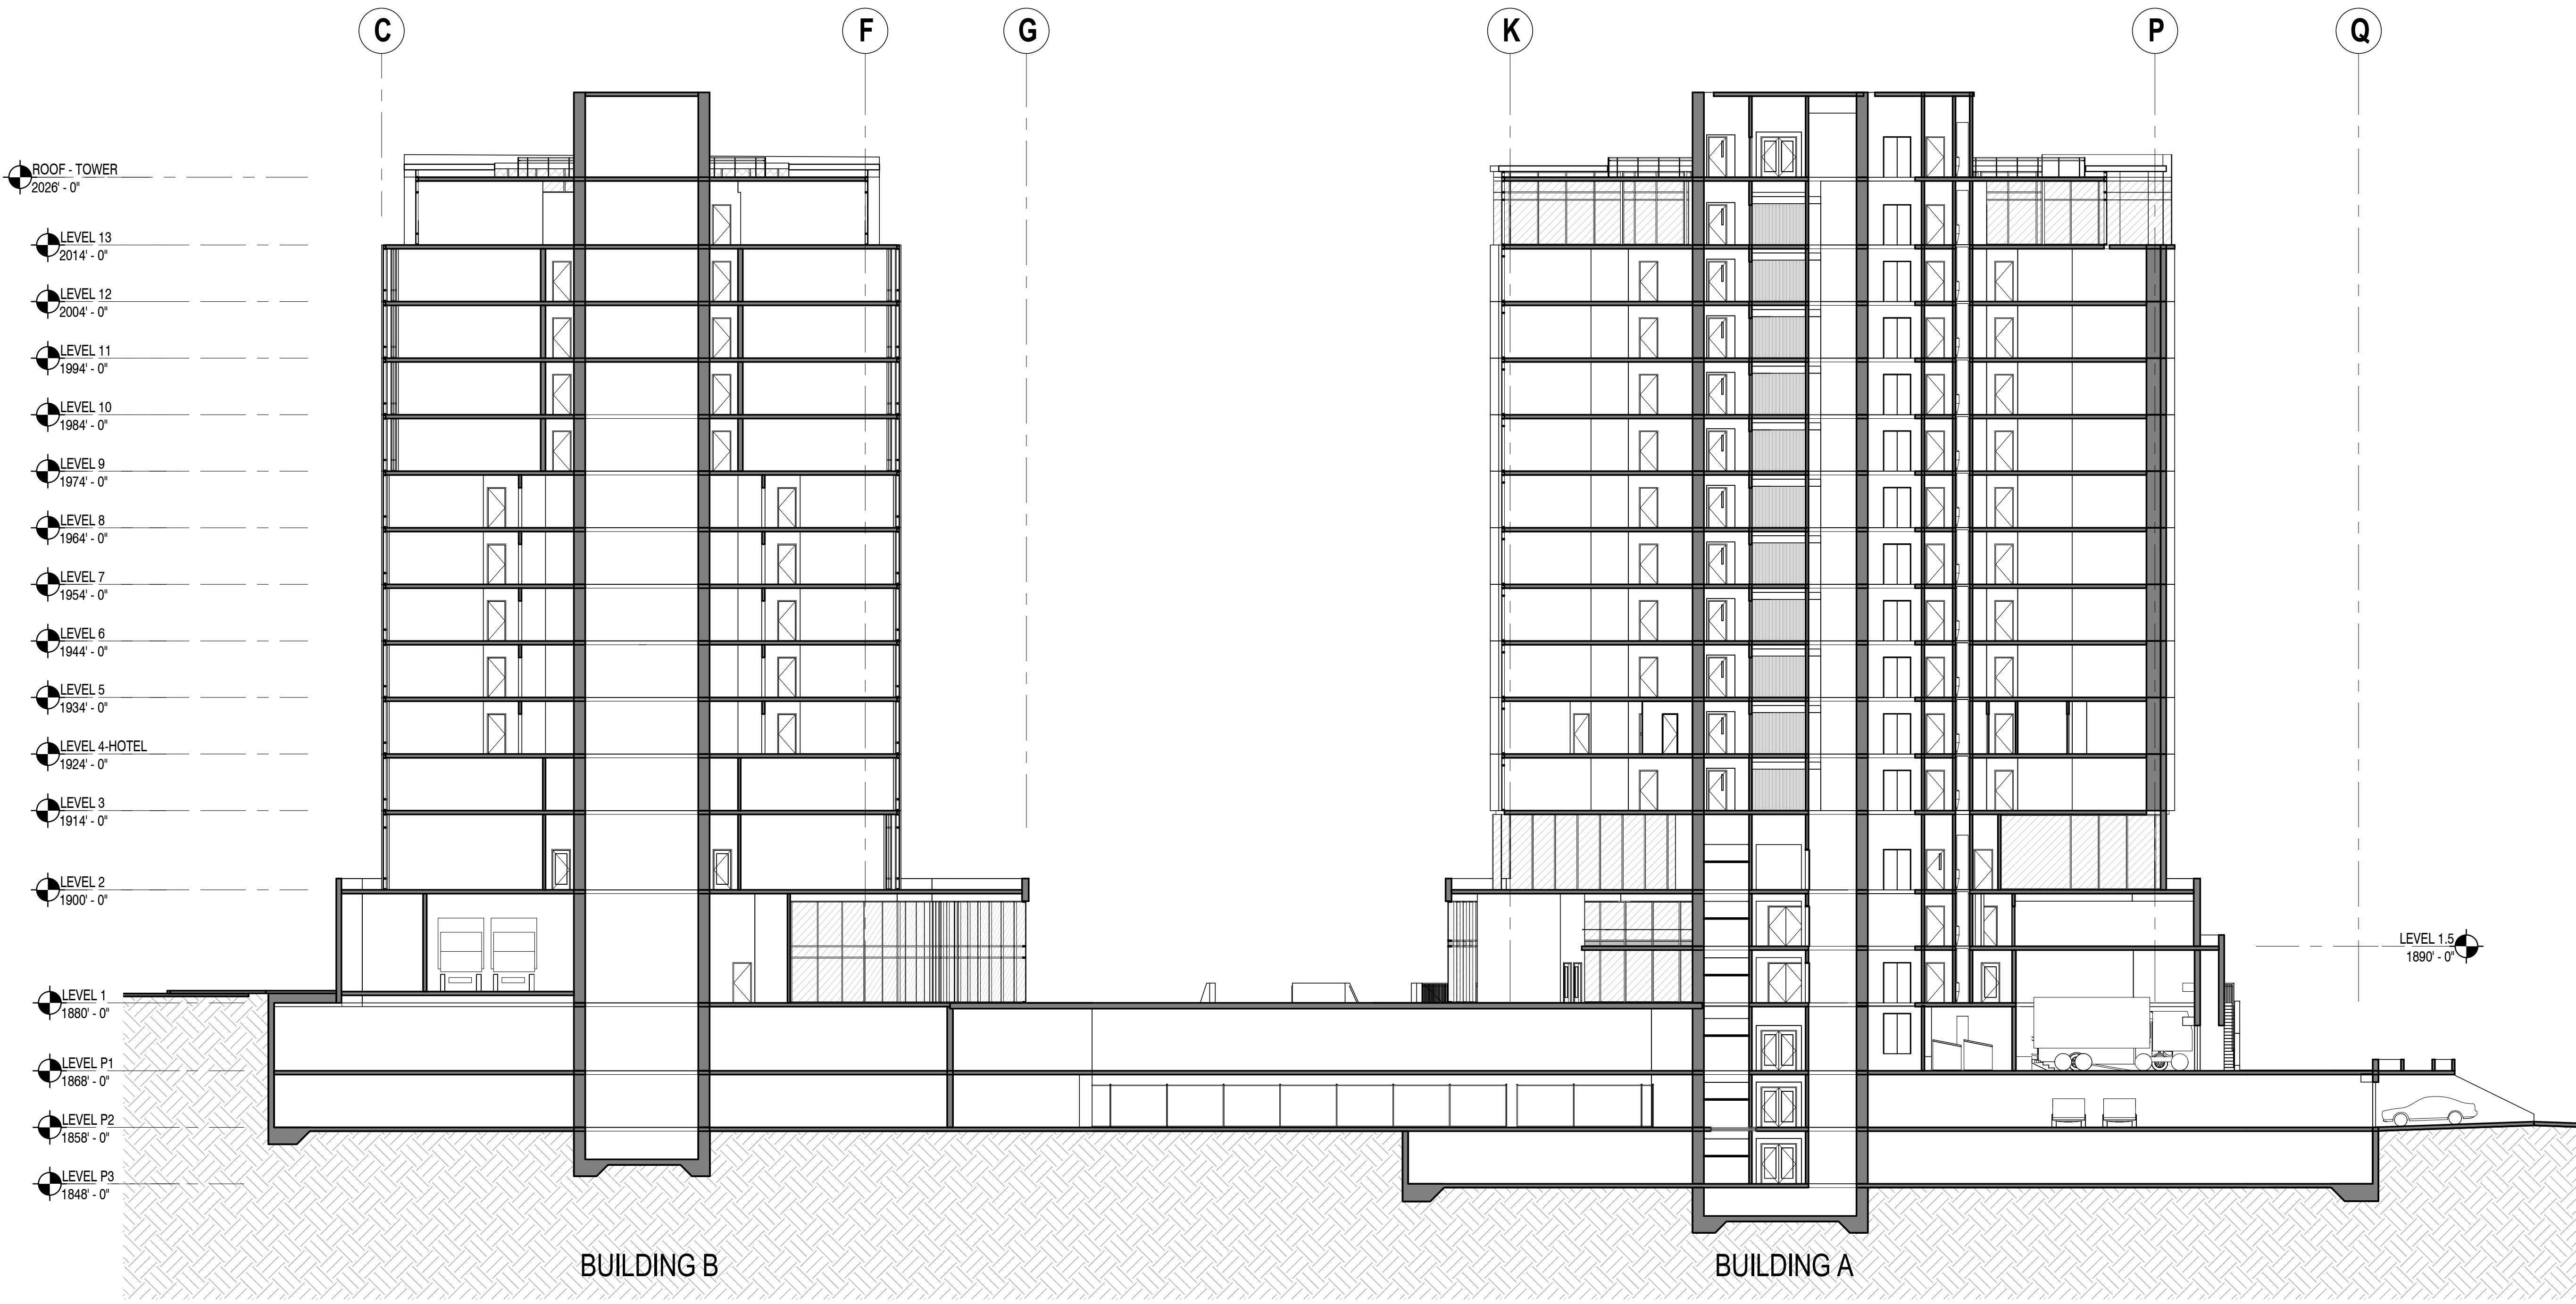 C F G K P Q
ROOF - TOWER
2026' - 0"
LEVEL 13
2014' - 0"
LEVEL 12
2004' - 0"
LEVEL 11
1994' - 0"
LEVEL 10
1984' - 0"
LEVEL 9
1974' - 0"
LEVEL 8
1964' - 0"
LEVEL 7
1954' - 0"
LEVEL 6
1944' - 0"
LEVEL 5
1934' - 0"
LEVEL 4-HOTEL
1924' - 0"
LEVEL 3
1914' - 0"
LEVEL 2
1900' - 0"
LEVEL 1.5
1890' - 0"
LEVEL 1
1880' - 0"
LEVEL P1
1868' - 0"
LEVEL P2
1858' - 0"
LEVEL P3
1848' - 0"
BUILDING B
BUILDING A